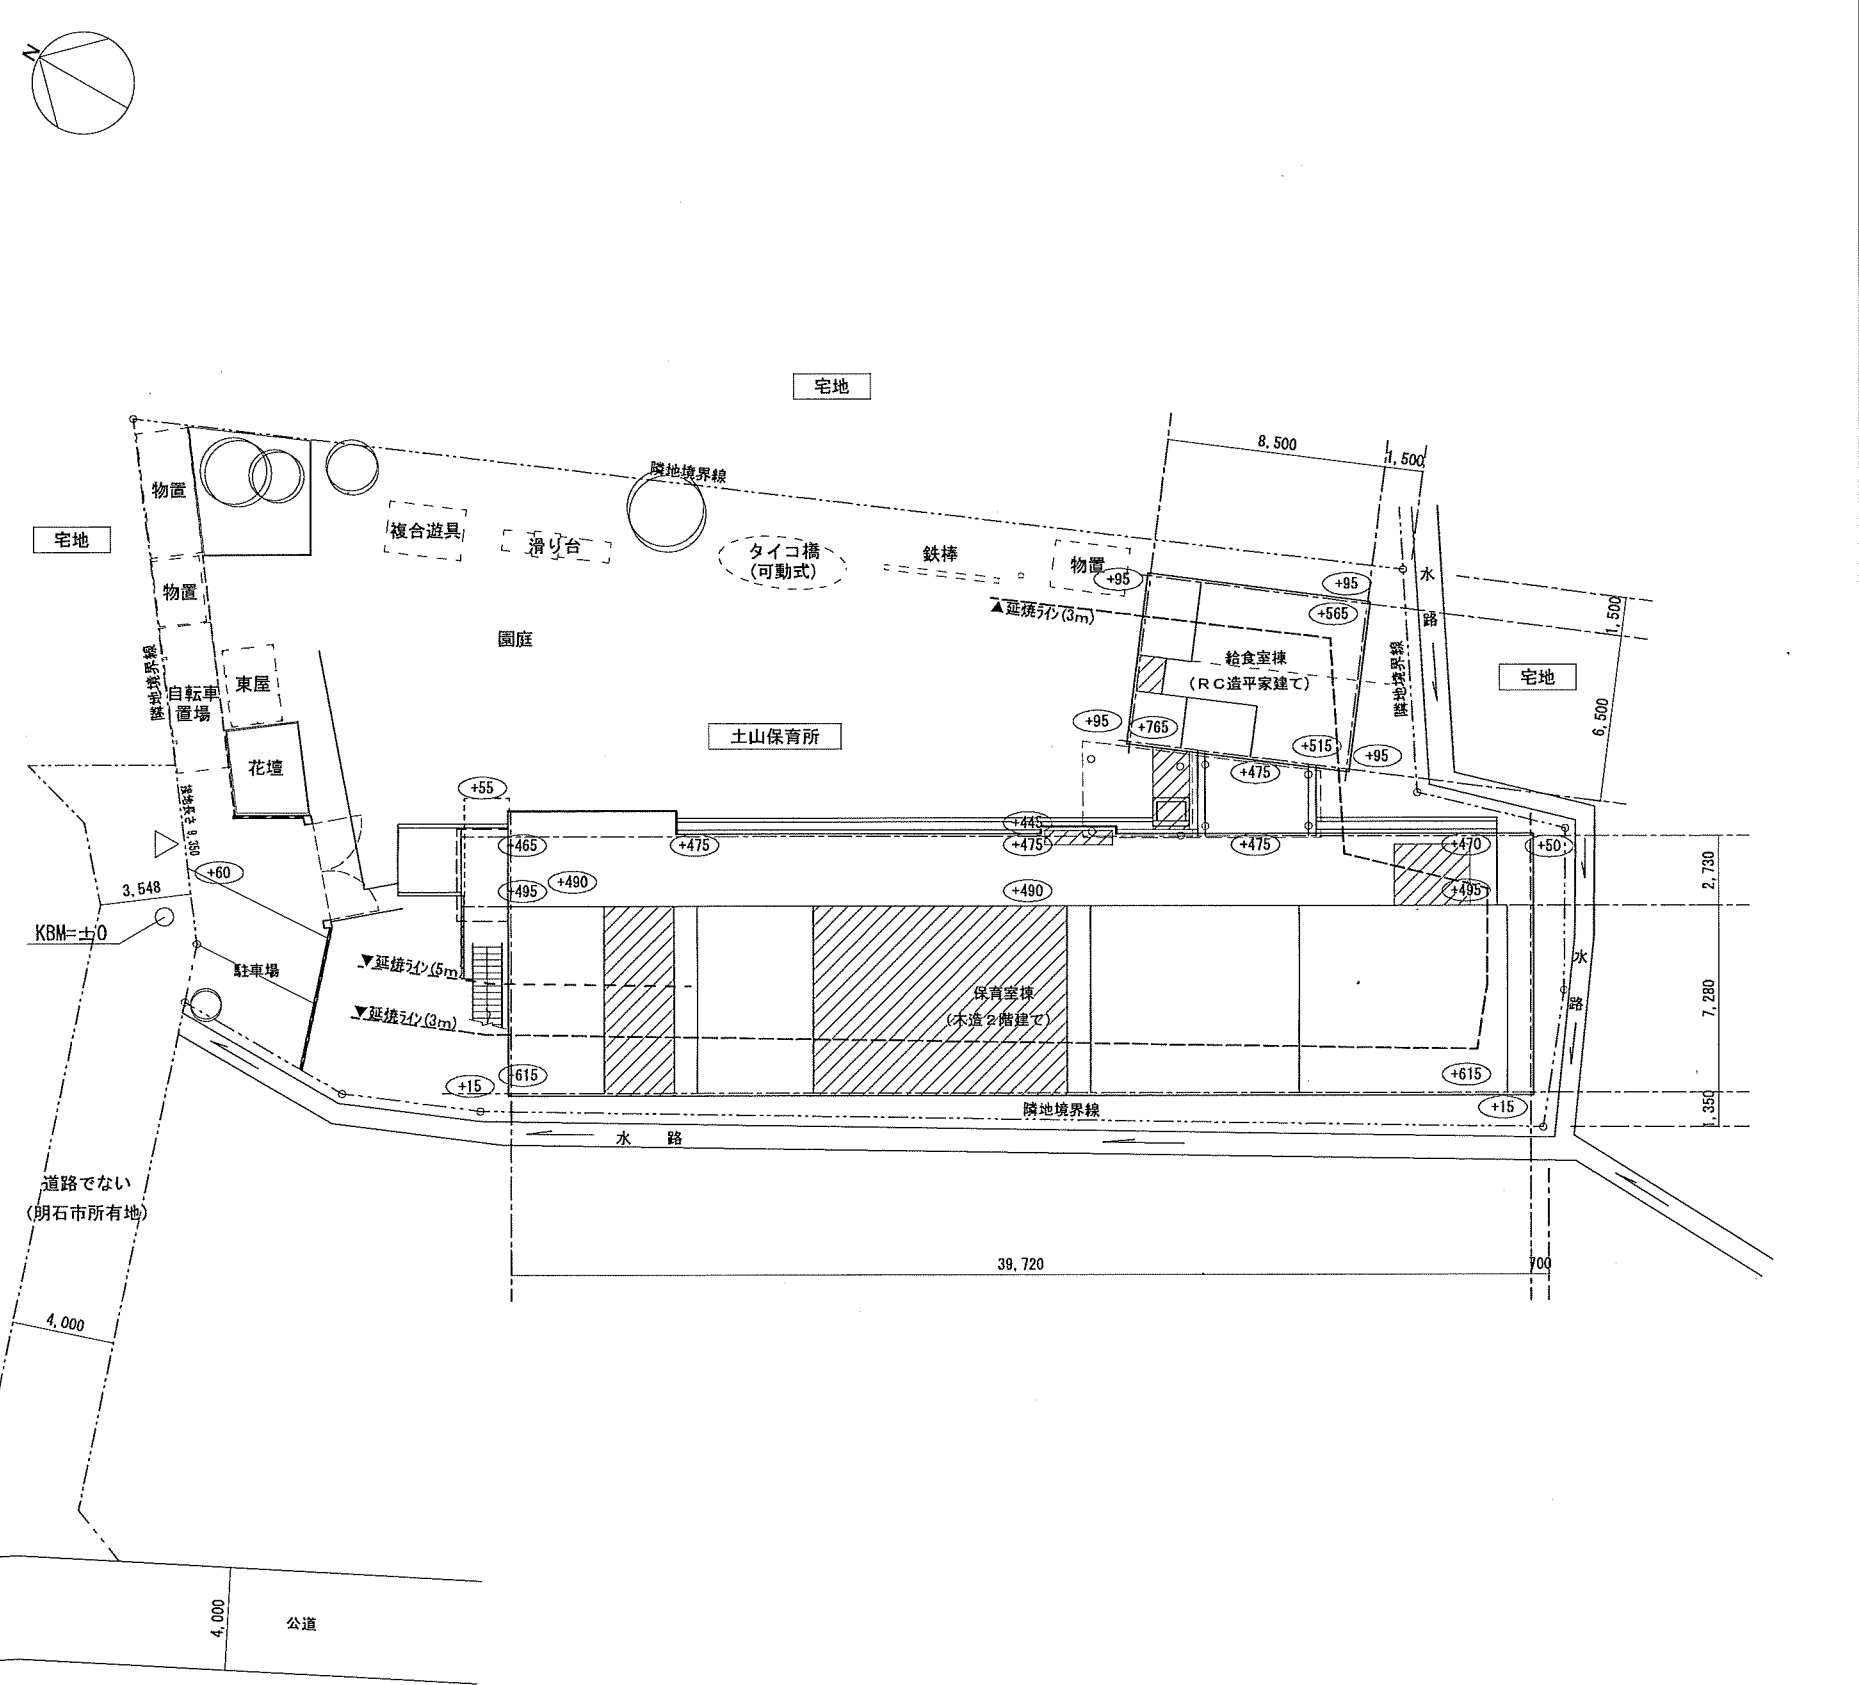 N
宅地
8,500
1,500
隣地境界線
物置
複合遊具
滑り台
タイコ橋
(可動式)
鉄棒
物置
+95
+95
水
路
宅地
+565
1,500
物置
▲延焼ライン(3m)
園庭
給食室棟
(RC造平家建て)
隣地境界線
宅地
6,500
隣地境界線
自転車
置場
東屋
土山保育所
+95
+765
+515
+95
花壇
+475
+55
接地長さ 9,350
+445
+465
+475
+475
+475
+470
+50
2,730
+60
3,548
+495
+490
+490
+495
KBM=±0
駐車場
▼延焼ライン(5m)
保育室棟
(木造2階建て)
水
路
7,280
▼延焼ライン(3m)
+615
+615
+15
+15
隣地境界線
1,350
水 路
道路でない
(明石市所有地)
39,720
700
4,000
4,000
公道